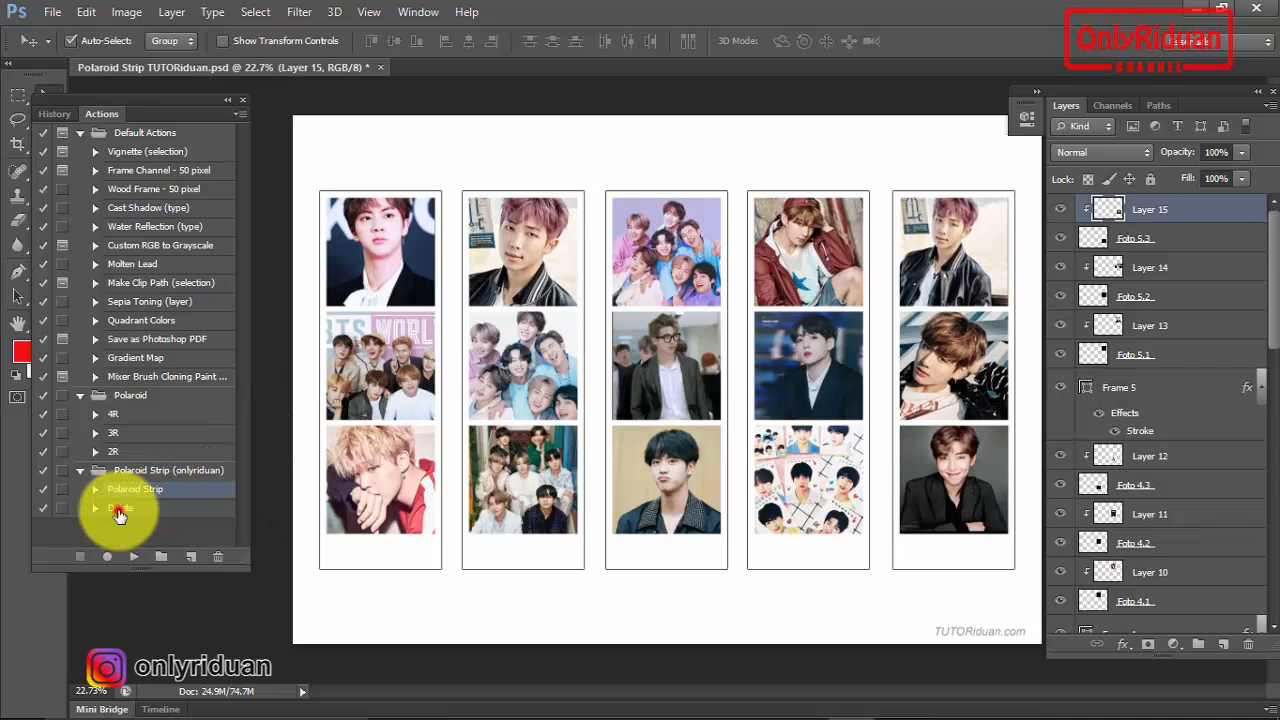 Ps File Edit Image Layer Type Select Filter 3D View Window Help
Auto-Select: Group Show Transform Controls 3D Mode: Essentials
OnlyRiduan
CHANNEL
Polaroid Strip TUTORiduan.psd @ 22.7% (Layer 15, RGB/8) * ×
History Actions
Default Actions
Vignette (selection)
Frame Channel - 50 pixel
Wood Frame - 50 pixel
Cast Shadow (type)
Water Reflection (type)
Custom RGB to Grayscale
Molten Lead
Make Clip Path (selection)
Sepia Toning (layer)
Quadrant Colors
Save as Photoshop PDF
Gradient Map
Mixer Brush Cloning Paint ...
Polaroid
4R
3R
2R
Polaroid Strip (onlyriduan)
Polaroid Strip
BTS WORLD
TUTORiduan.com
Layers Channels Paths
Kind
Normal Opacity: 100%
Lock: Fill: 100%
Layer 15
Foto 5.3
Layer 14
Foto 5.2
Layer 13
Foto 5.1
Frame 5 fx
Effects
Stroke
Layer 12
Foto 4.3
Layer 11
Foto 4.2
Layer 10
Foto 4.1
onlyriduan
22.73% Doc: 24.9M/74.7M
Mini Bridge Timeline